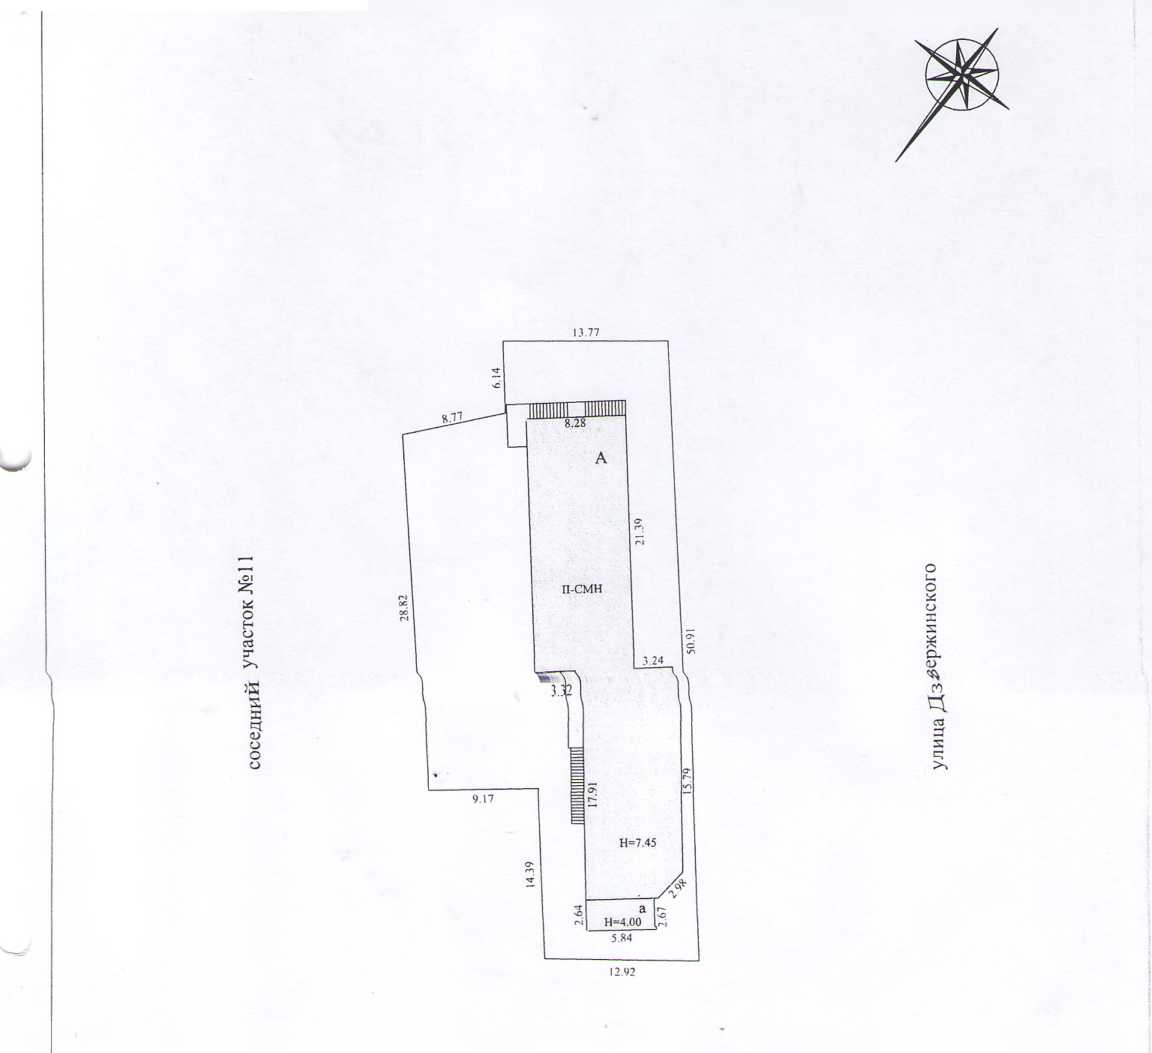 13.77
6.14
8.77
8.28
А
21.39
II-СМН
28.82
соседний участок №11
улица Дзержинского
50.91
3.24
3.32
15.79
17.91
9.17
Н=7.45
14.39
2.98
2.64
а
2.67
Н=4.00
5.84
12.92